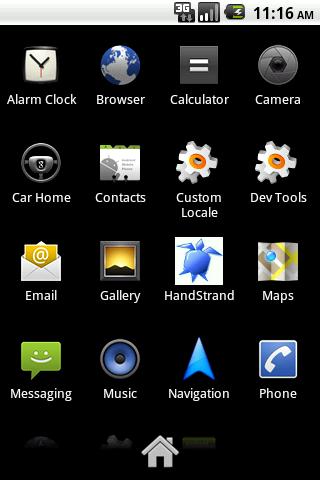 3G 11:16 AM
Alarm Clock Browser Calculator Camera
Car Home Contacts Custom Locale Dev Tools
Email Gallery HandStrand Maps
Messaging Music Navigation Phone